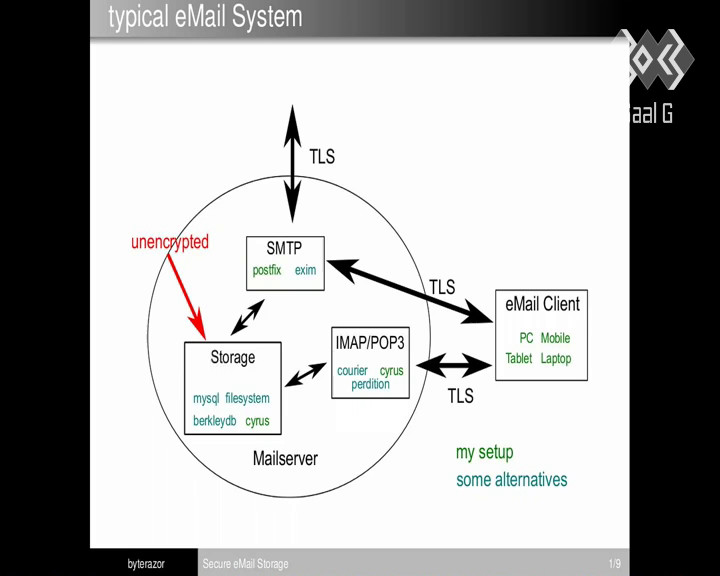 typical eMail System
aal G
TLS
unencrypted
SMTP
postfix exim
TLS
eMail Client
PC Mobile
Tablet Laptop
IMAP/POP3
courier cyrus
perdition
Storage
mysql filesystem
berkleydb cyrus
TLS
Mailserver
my setup
some alternatives
byterazor
Secure eMail Storage
1/9